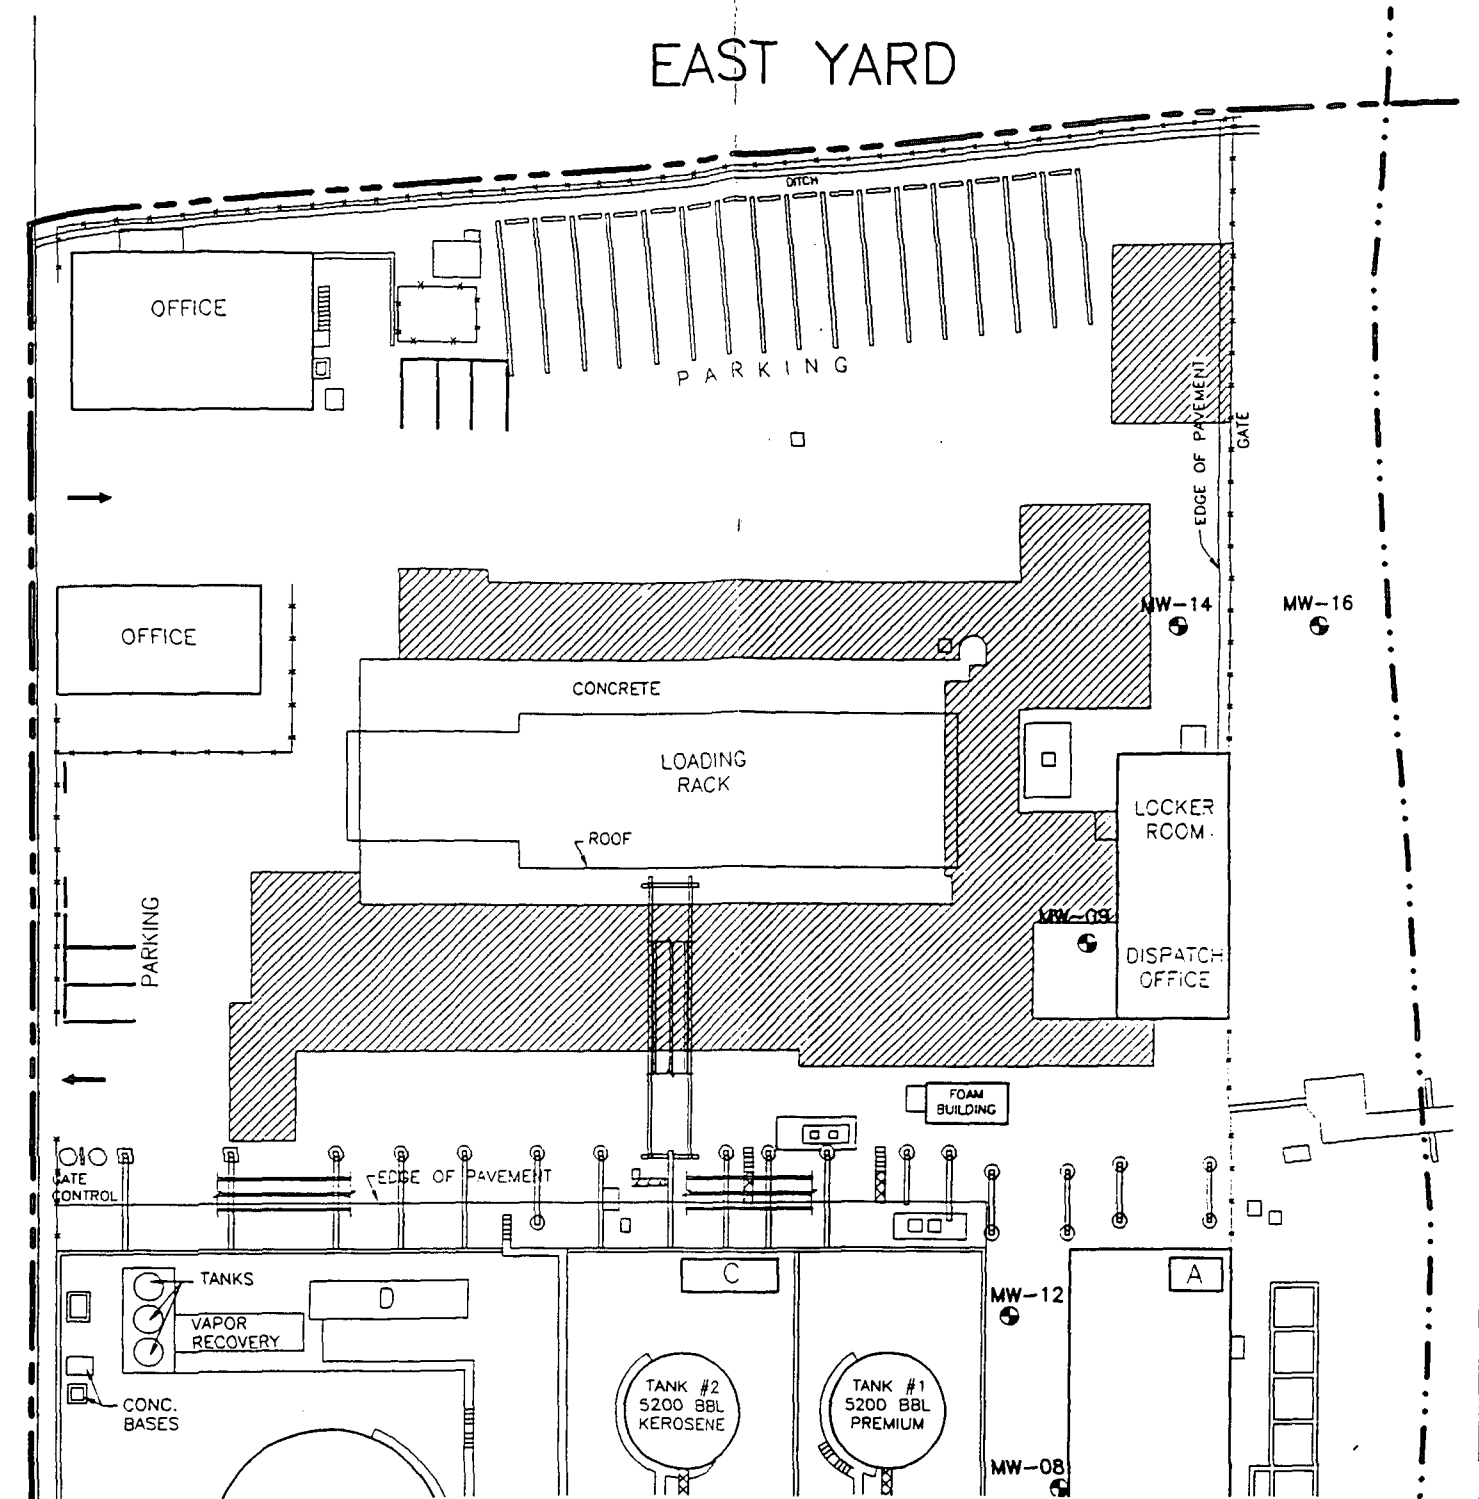 EAST YARD
DITCH
OFFICE
PARKING
EDGE OF PAVEMENT
GATE
OFFICE
MW-14
MW-16
CONCRETE
LOADING
RACK
LOCKER
ROOM
ROOF
PARKING
MW-09
DISPATCH
OFFICE
FOAM
BUILDING
GATE
CONTROL
EDGE OF PAVEMENT
TANKS
D
C
A
VAPOR
RECOVERY
MW-12
CONC.
BASES
TANK #2
5200 BBL
KEROSENE
TANK #1
5200 BBL
PREMIUM
MW-08